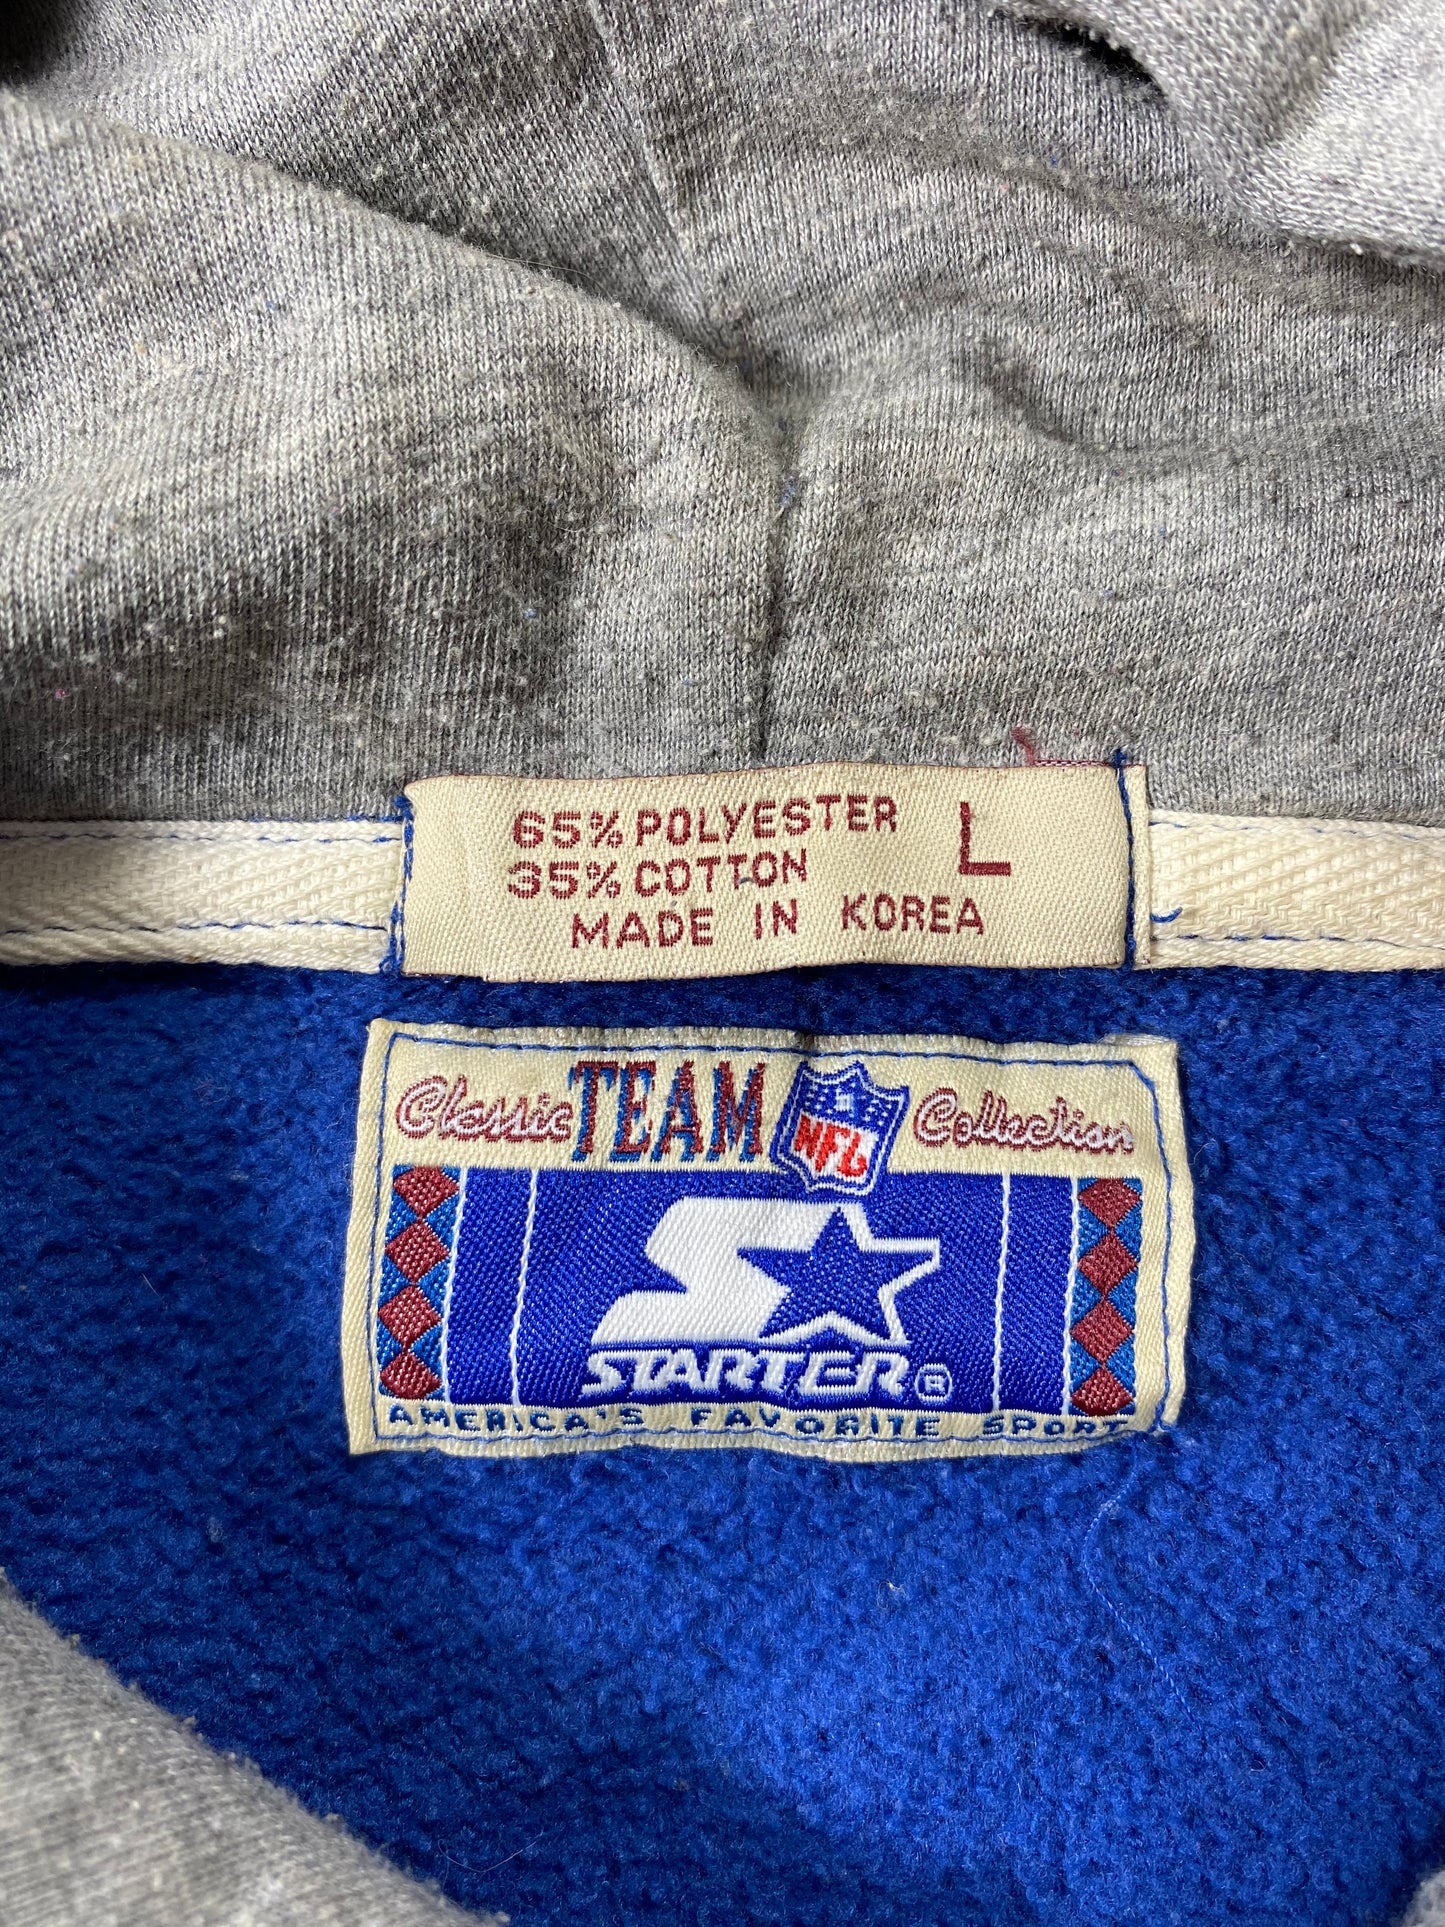 65% POLYESTER L
35% COTTON
MADE IN KOREA
Classic TEAM NFL Collection
STARTER®
AMERICA'S FAVORITE SPORT